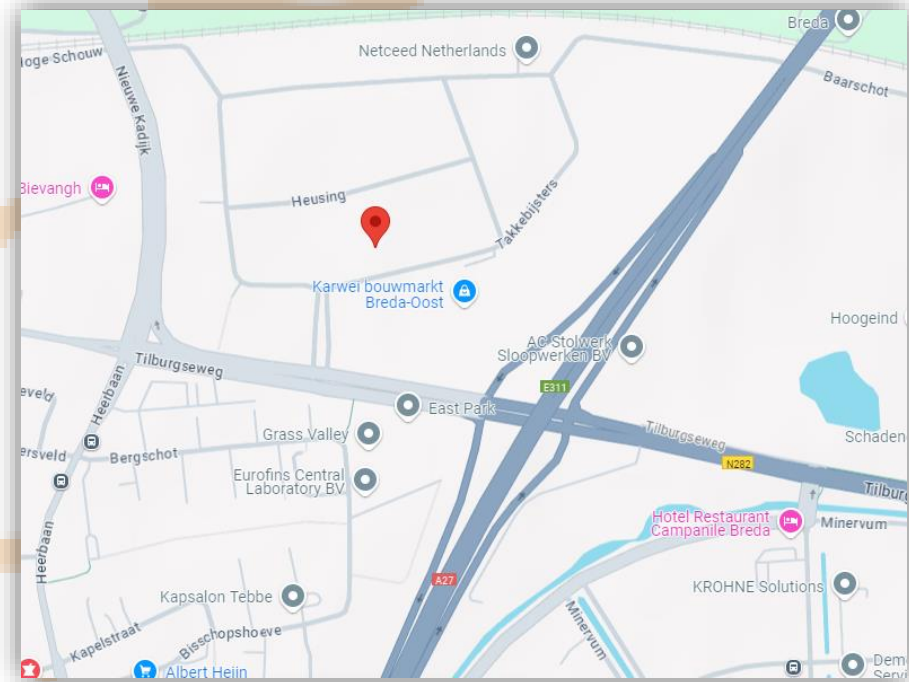 Breda
Netceed Netherlands
Hoge Schouw
Baarschot
Nieuwe Kadijk
Bievangh
Heusing
Takkebijsters
Karwei bouwmarkt
Breda-Oost
Hoogeind
AC Stolwerk
Sloopwerken BV
Tilburgseweg
E311
East Park
Heerbaan
Grass Valley
Tilburgseweg
Schaden
N282
Bergschot
Eurofins Central
Laboratory BV
Tilburg
Hotel Restaurant
Campanile Breda
Minervum
Heerbaan
A27
KROHNE Solutions
Kapsalon Tebbe
Minervum
Kapelstraat
Bisschopshoeve
Albert Heijn